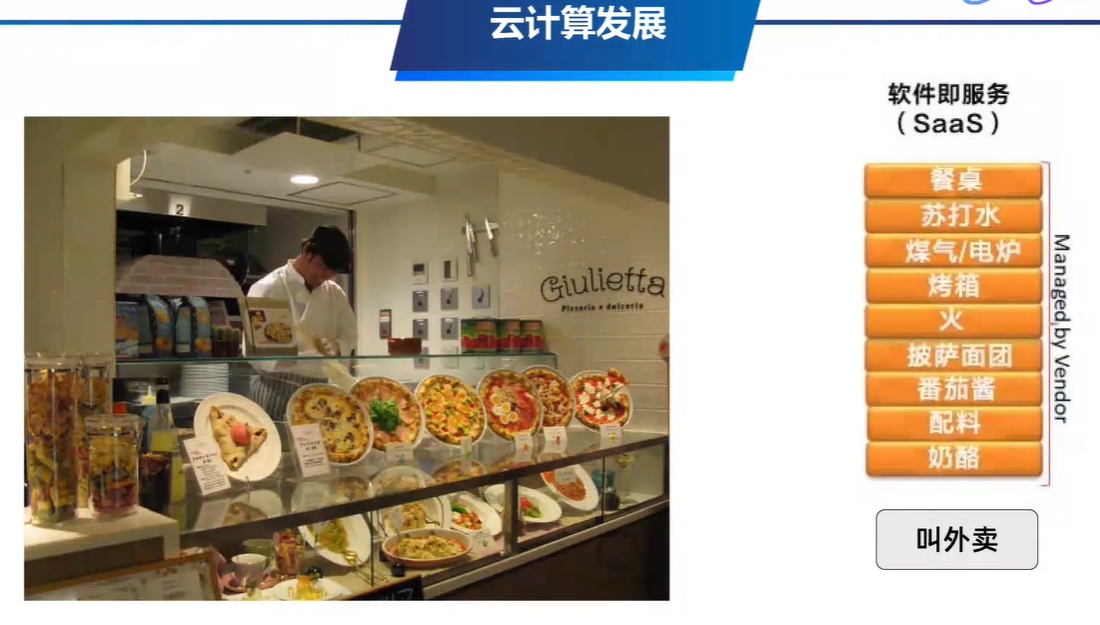 云计算发展
2
Giulietta
Pizzeria e dolceria
软件即服务
（SaaS）
餐桌
苏打水
煤气/电炉
烤箱
火
披萨面团
番茄酱
配料
奶酪
Managed by Vendor
叫外卖